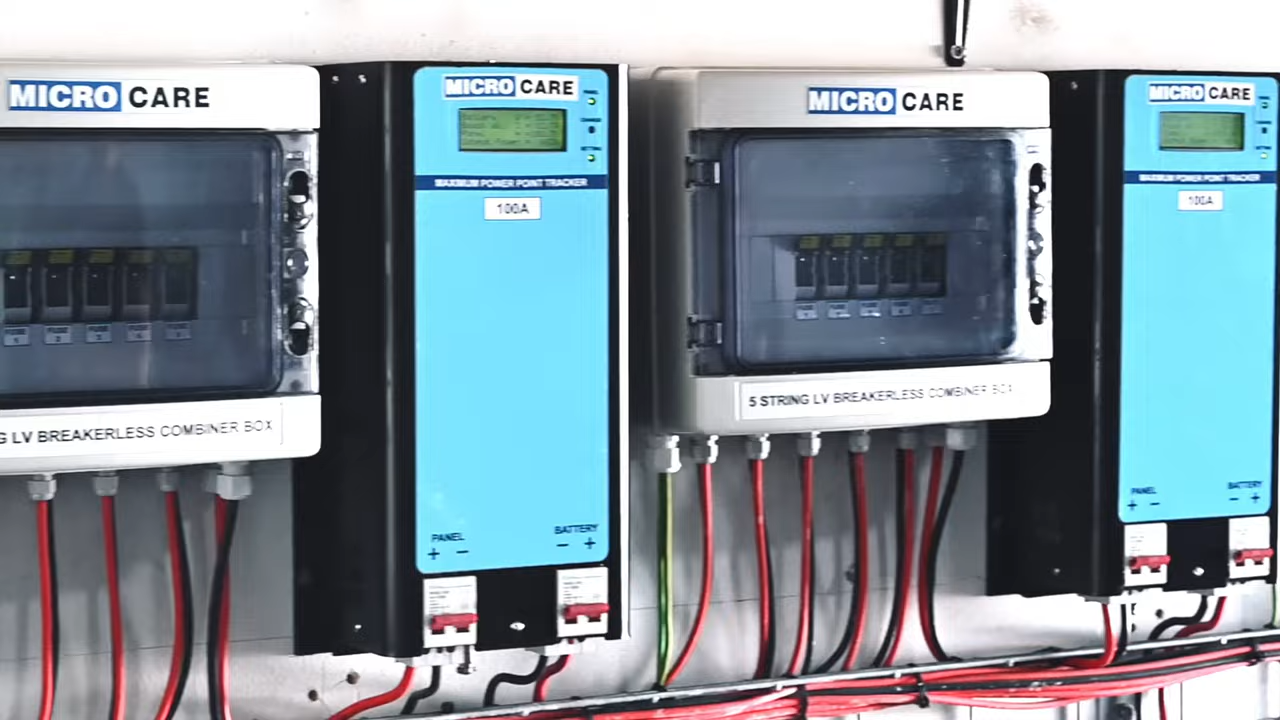 MICRO CARE
G LV BREAKERLESS COMBINER BOX
MICRO CARE
MAXIMUM POWER POINT TRACKER
100A
PANEL
+ −
BATTERY
− +
MICRO CARE
5 STRING LV BREAKERLESS COMBINER BOX
MICRO CARE
MAXIMUM POWER POINT TRACKER
100A
PANEL
+ −
BATTERY
− +